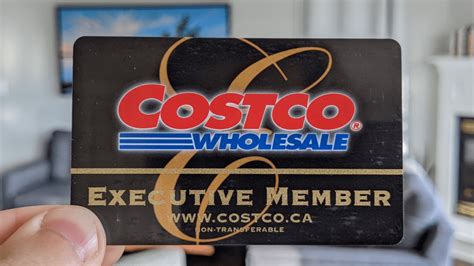 COSTCO®
WHOLESALE
EXECUTIVE MEMBER
WWW.COSTCO.CA
NON-TRANSFERABLE